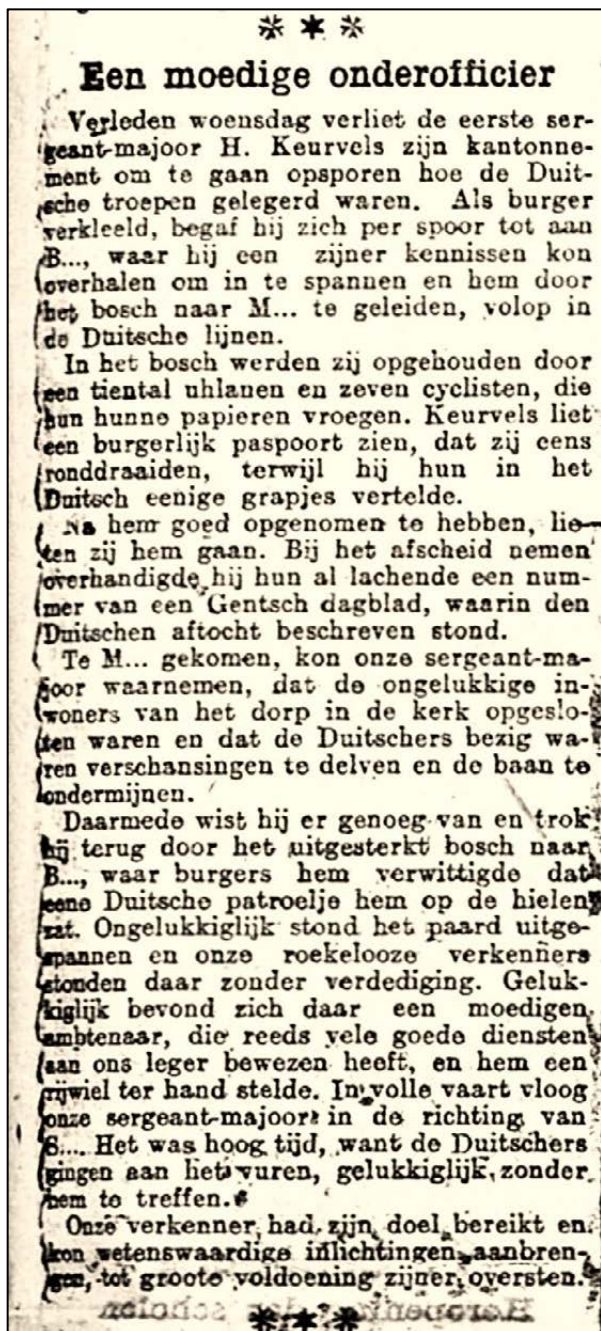 Een moedige onderofficier
Verleden woensdag verliet de eerste ser-
geant-majoor H. Keurvels zijn kantonne-
ment om te gaan opsporen hoe de Duit-
sche troepen gelegerd waren. Als burger
verkleed, begaf hij zich per spoor tot aan
B..., waar hij een zijner kennissen kon
overhalen om in te spannen en hem door
het bosch naar M... te geleiden, volop in
de Duitsche lijnen.
In het bosch werden zij opgehouden door
een tiental uhlanen en zeven cyclisten, die
hun hunne papieren vroegen. Keurvels liet
een burgerlijk paspoort zien, dat zij eens
ronddraaiden, terwijl hij hun in het
Duitsch eenige grapjes vertelde.
Na hem goed opgenomen te hebben, lie-
ten zij hem gaan. Bij het afscheid nemen
overhandigde hij hun al lachende een num-
mer van een Gentsch dagblad, waarin den
Duitschen aftocht beschreven stond.
Te M... gekomen, kon onze sergeant-ma-
joor waarnemen, dat de ongelukkige in-
woners van het dorp in de kerk opgeslo-
ten waren en dat de Duitschers bezig wa-
ren verschansingen te delven en de baan te
ondermijnen.
Daarmede wist hij er genoeg van en trok
hij terug door het uitgesterkt bosch naar
B..., waar burgers hem verwittigde dat
eene Duitsche patroelje hem op de hielen
zat. Ongelukkiglijk stond het paard uitge-
spannen en onze roekelooze verkenners
stonden daar zonder verdediging. Geluk-
kiglijk bevond zich daar een moedigen
ambtenaar, die reeds vele goede diensten
aan ons leger bewezen heeft, en hem een
rijwiel ter hand stelde. In volle vaart vloog
onze sergeant-majoor in de richting van
S.... Het was hoog tijd, want de Duitschers
gingen aan het vuren, gelukkiglijk zonder
hem te treffen.
Onze verkenner had zijn doel bereikt en
kon wetenswaardige inlichtingen aanbren-
gen, tot groote voldoening zijner oversten.